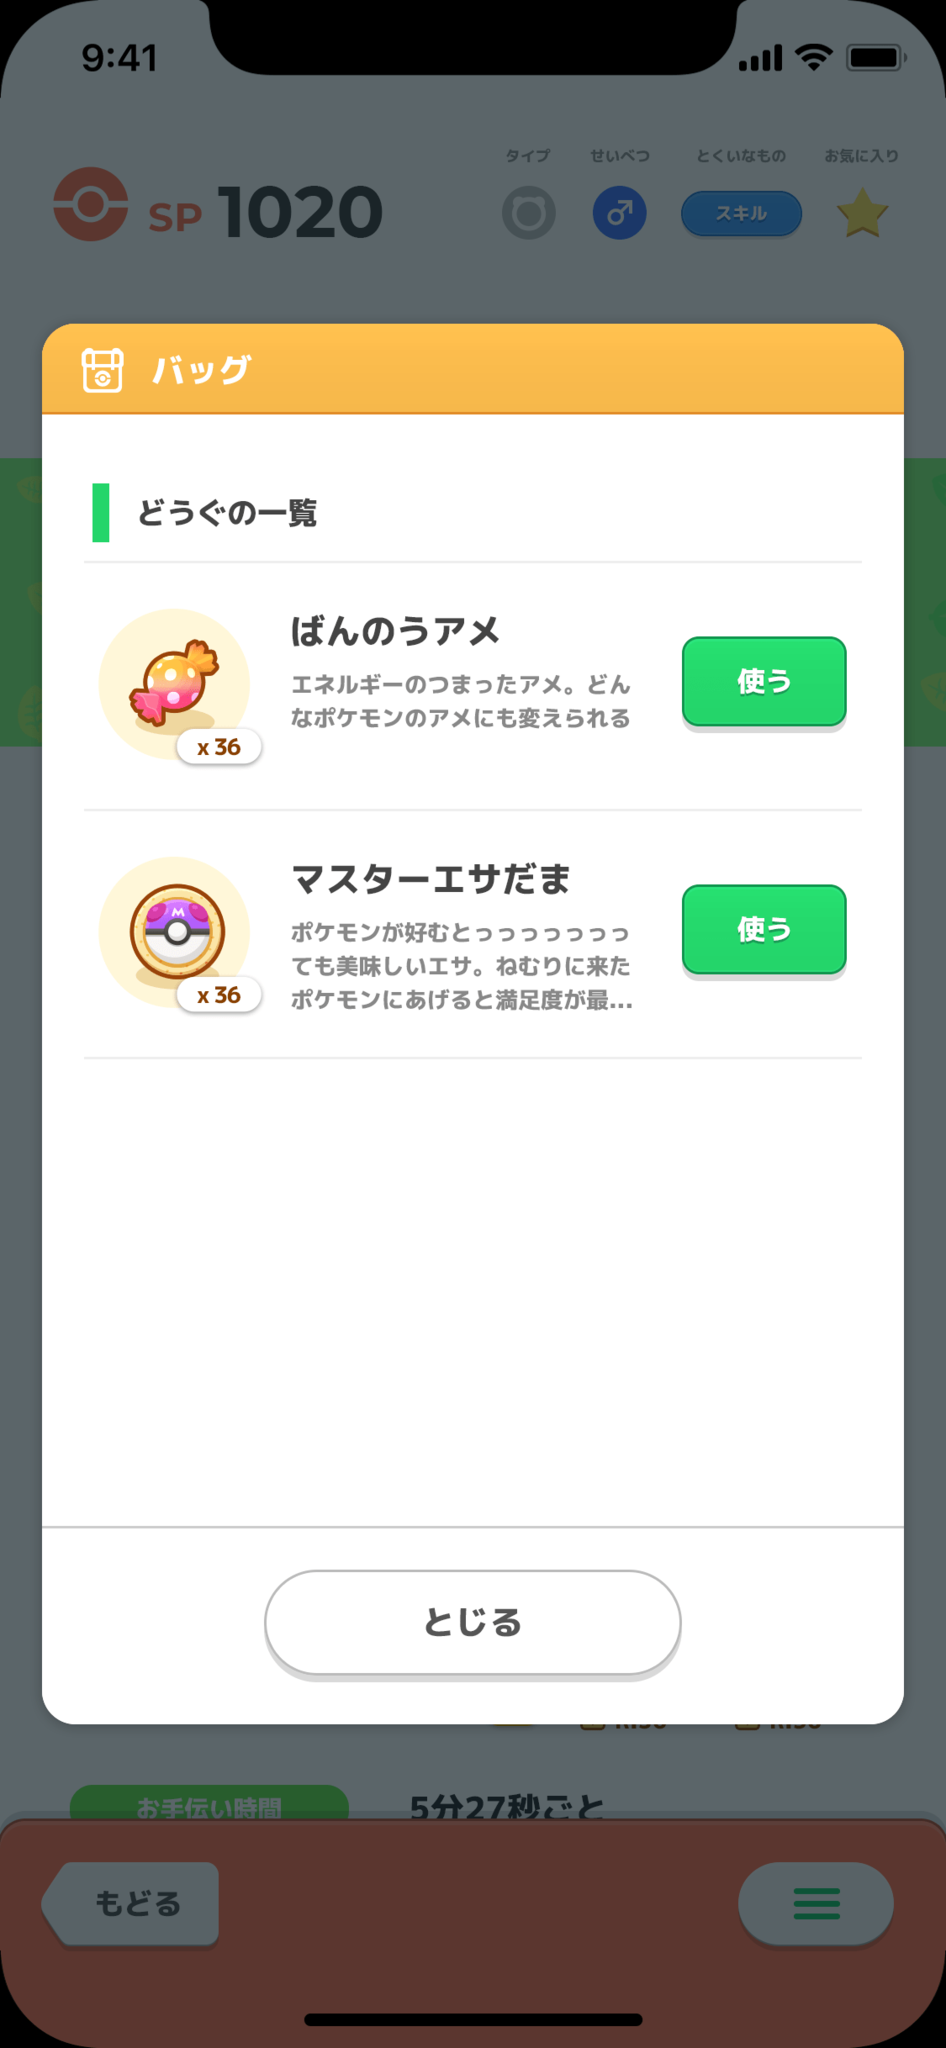 9:41
タイプ せいべつ とくいなもの お気に入り
SP 1020 スキル
バッグ
どうぐの一覧
ばんのうアメ
エネルギーのつまったアメ。どん
なポケモンのアメにも変えられる
x 36
使う
マスターエサだま
ポケモンが好むとっっっっっっっ
ても美味しいエサ。ねむりに来た
ポケモンにあげると満足度が最...
M
x 36
使う
とじる
お手伝い時間 5分27秒ごと
もどる